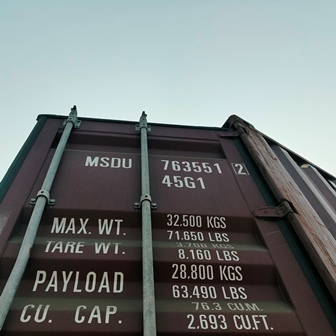 MSDU 763551 2
45G1
MAX. WT. 32.500 KGS
71.650 LBS
TARE WT. 3.700 KGS
8.160 LBS
PAYLOAD 28.800 KGS
63.490 LBS
CU. CAP. 76.3 CU.M.
2.693 CU.FT.